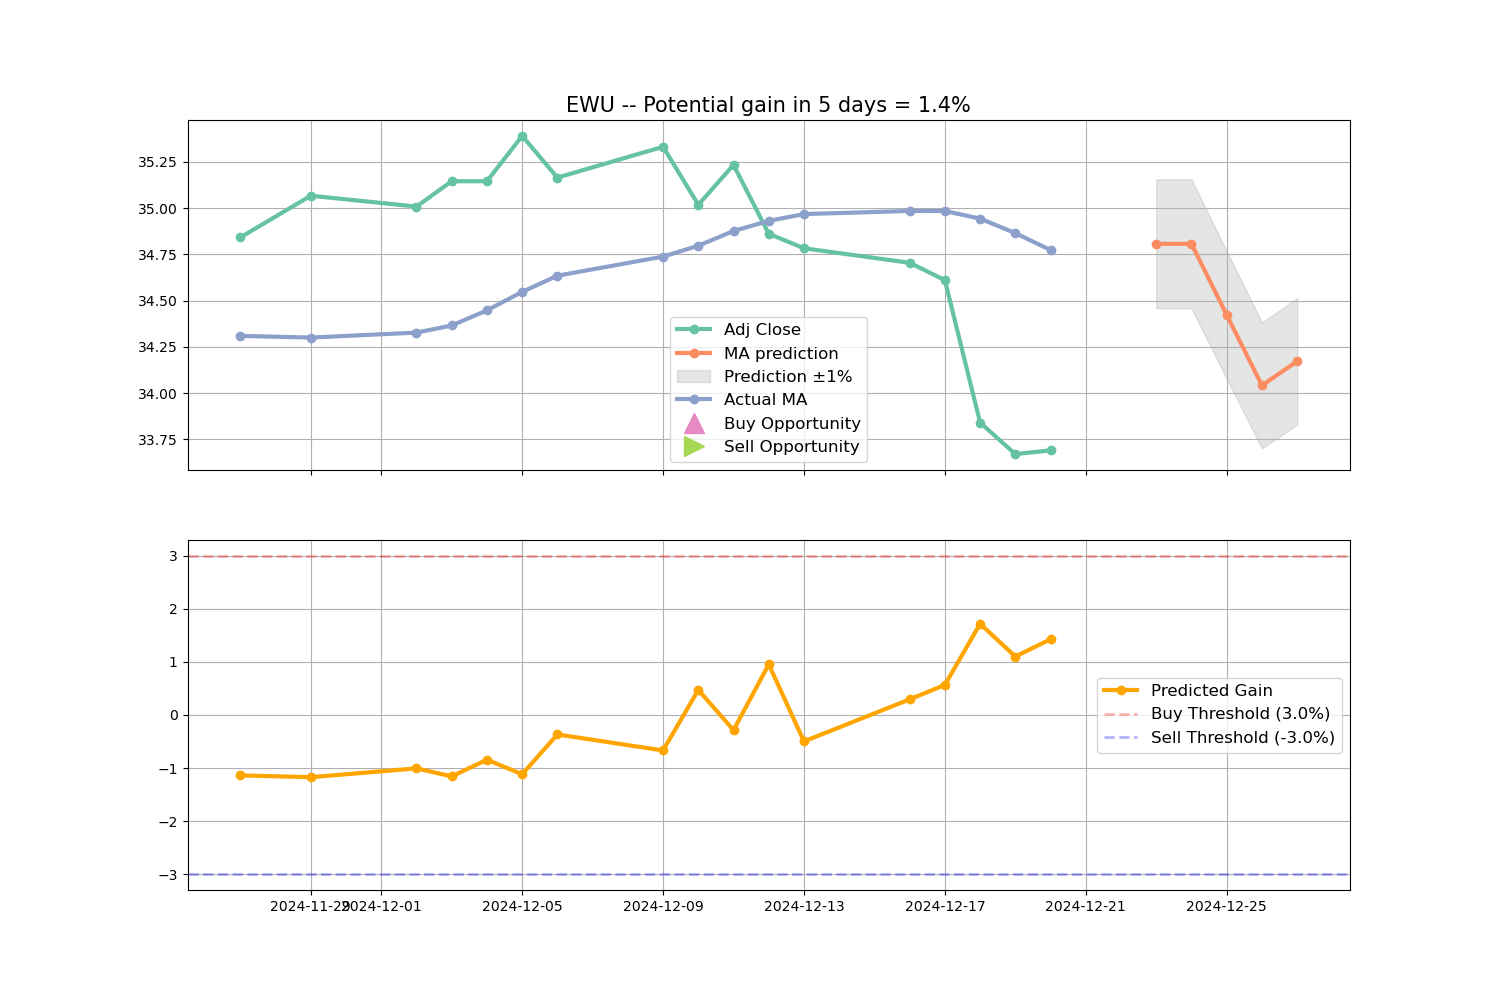 EWU -- Potential gain in 5 days = 1.4%
35.25
35.00
34.75
34.50
34.25
34.00
33.75
Adj Close
MA prediction
Prediction ±1%
Actual MA
Buy Opportunity
Sell Opportunity
3
2
1
0
−1
−2
−3
Predicted Gain
Buy Threshold (3.0%)
Sell Threshold (-3.0%)
2024-11-29 2024-12-01 2024-12-05 2024-12-09 2024-12-13 2024-12-17 2024-12-21 2024-12-25